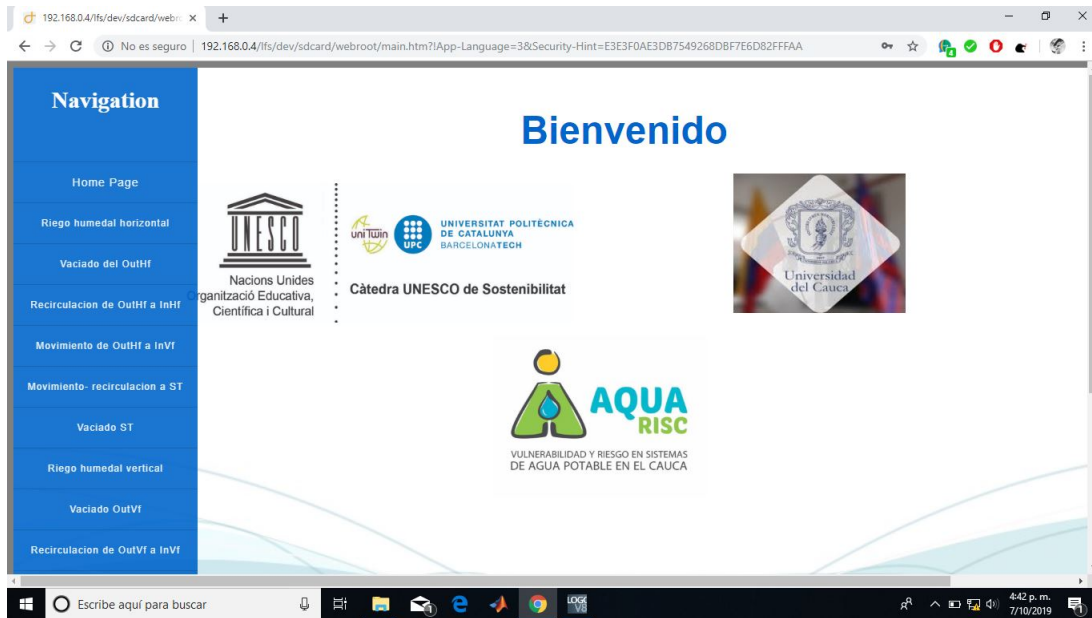 192.168.0.4/lfs/dev/sdcard/webr
No es seguro
192.168.0.4/lfs/dev/sdcard/webroot/main.htm?!App-Language=3&Security-Hint=E3E3F0AE3DB7549268DBF7E6D82FFFAA
Navigation
Home Page
Riego humedal horizontal
Vaciado del OutHf
Recirculacion de OutHf a InHf
Movimiento de OutHf a InVf
Movimiento- recirculacion a ST
Vaciado ST
Riego humedal vertical
Vaciado OutVf
Recirculacion de OutVf a InVf
Bienvenido
UNESCO
Nacions Unides
Organització Educativa,
Científica i Cultural
uniTwin
UPC
UNIVERSITAT POLITÈCNICA
DE CATALUNYA
BARCELONATECH
Càtedra UNESCO de Sostenibilitat
Universidad
del Cauca
AQUA
RISC
VULNERABILIDAD Y RIESGO EN SISTEMAS
DE AGUA POTABLE EN EL CAUCA
Escribe aquí para buscar
LOGO
V8
4:42 p. m.
7/10/2019